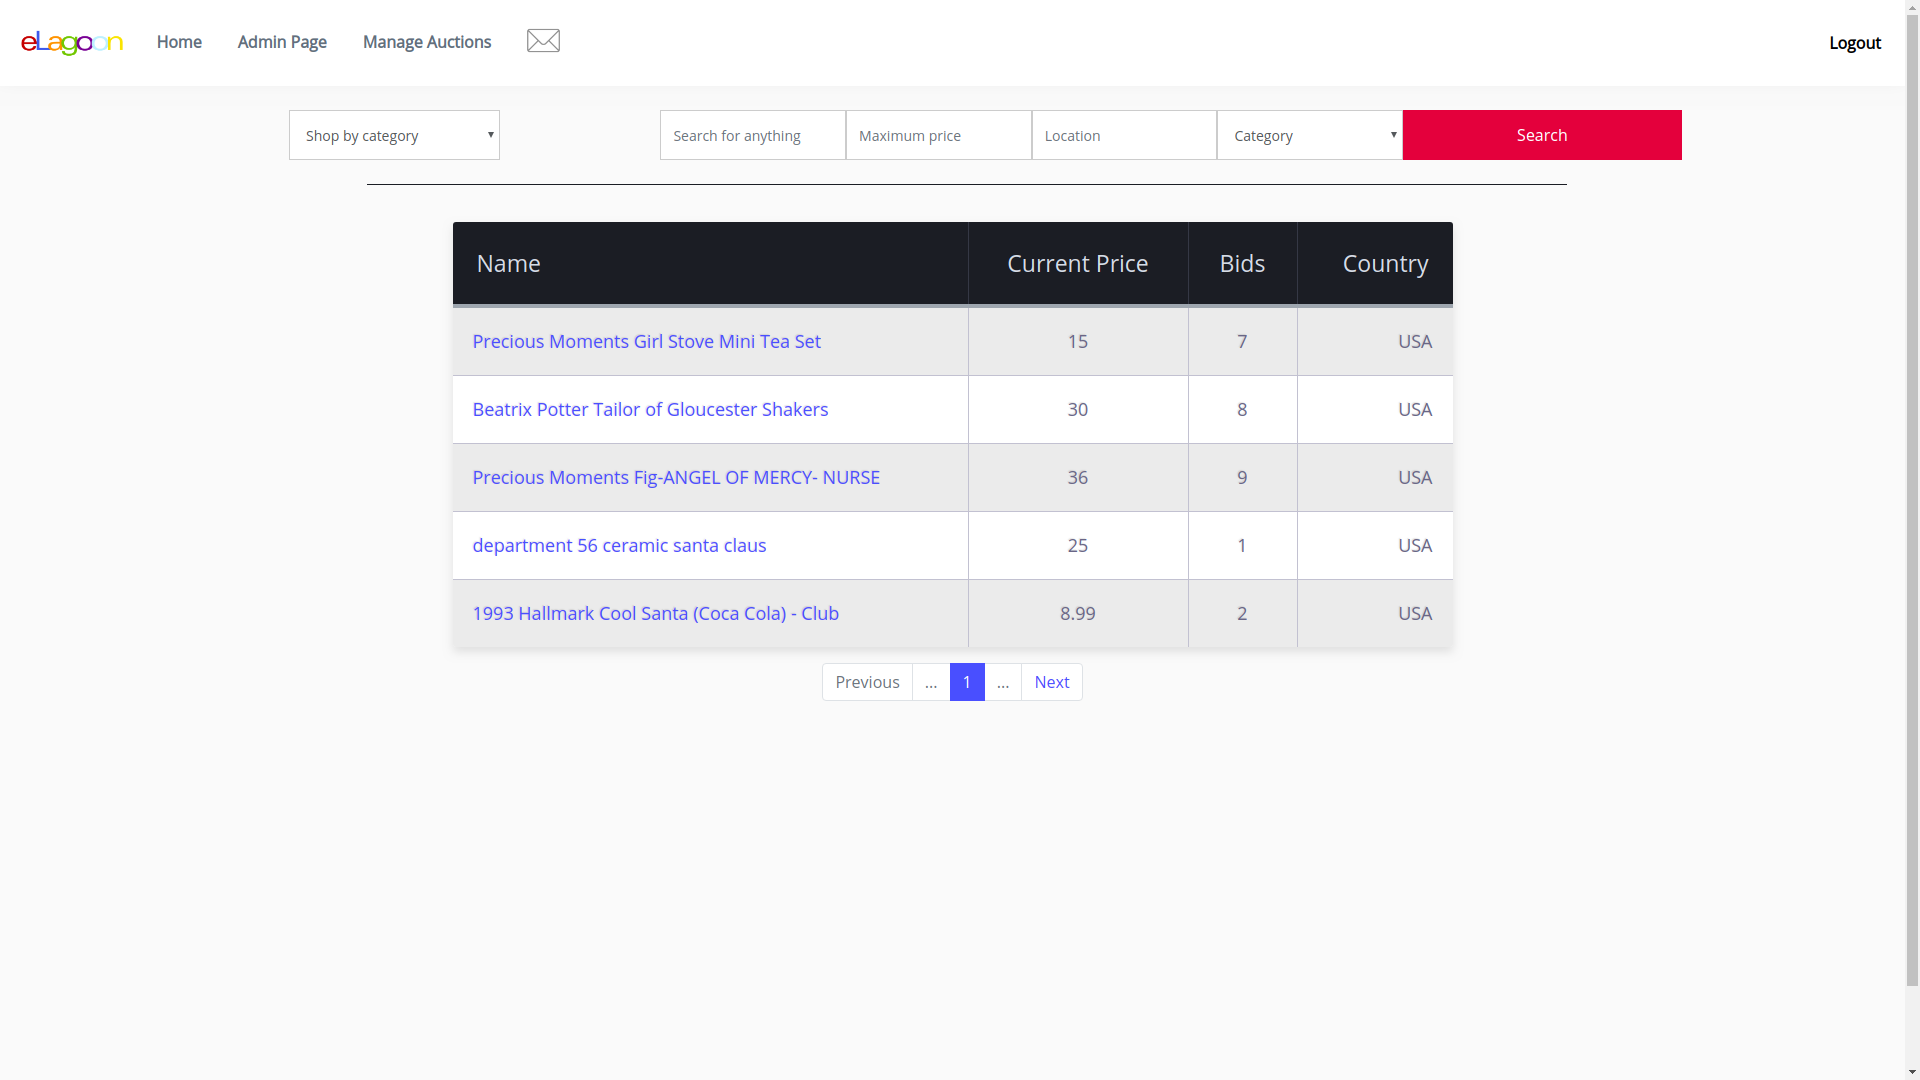 eLagoon Home Admin Page Manage Auctions Logout
Shop by category Search for anything Maximum price Location Category Search
Name Current Price Bids Country
Precious Moments Girl Stove Mini Tea Set 15 7 USA
Beatrix Potter Tailor of Gloucester Shakers 30 8 USA
Precious Moments Fig-ANGEL OF MERCY- NURSE 36 9 USA
department 56 ceramic santa claus 25 1 USA
1993 Hallmark Cool Santa (Coca Cola) - Club 8.99 2 USA
Previous ... 1 ... Next